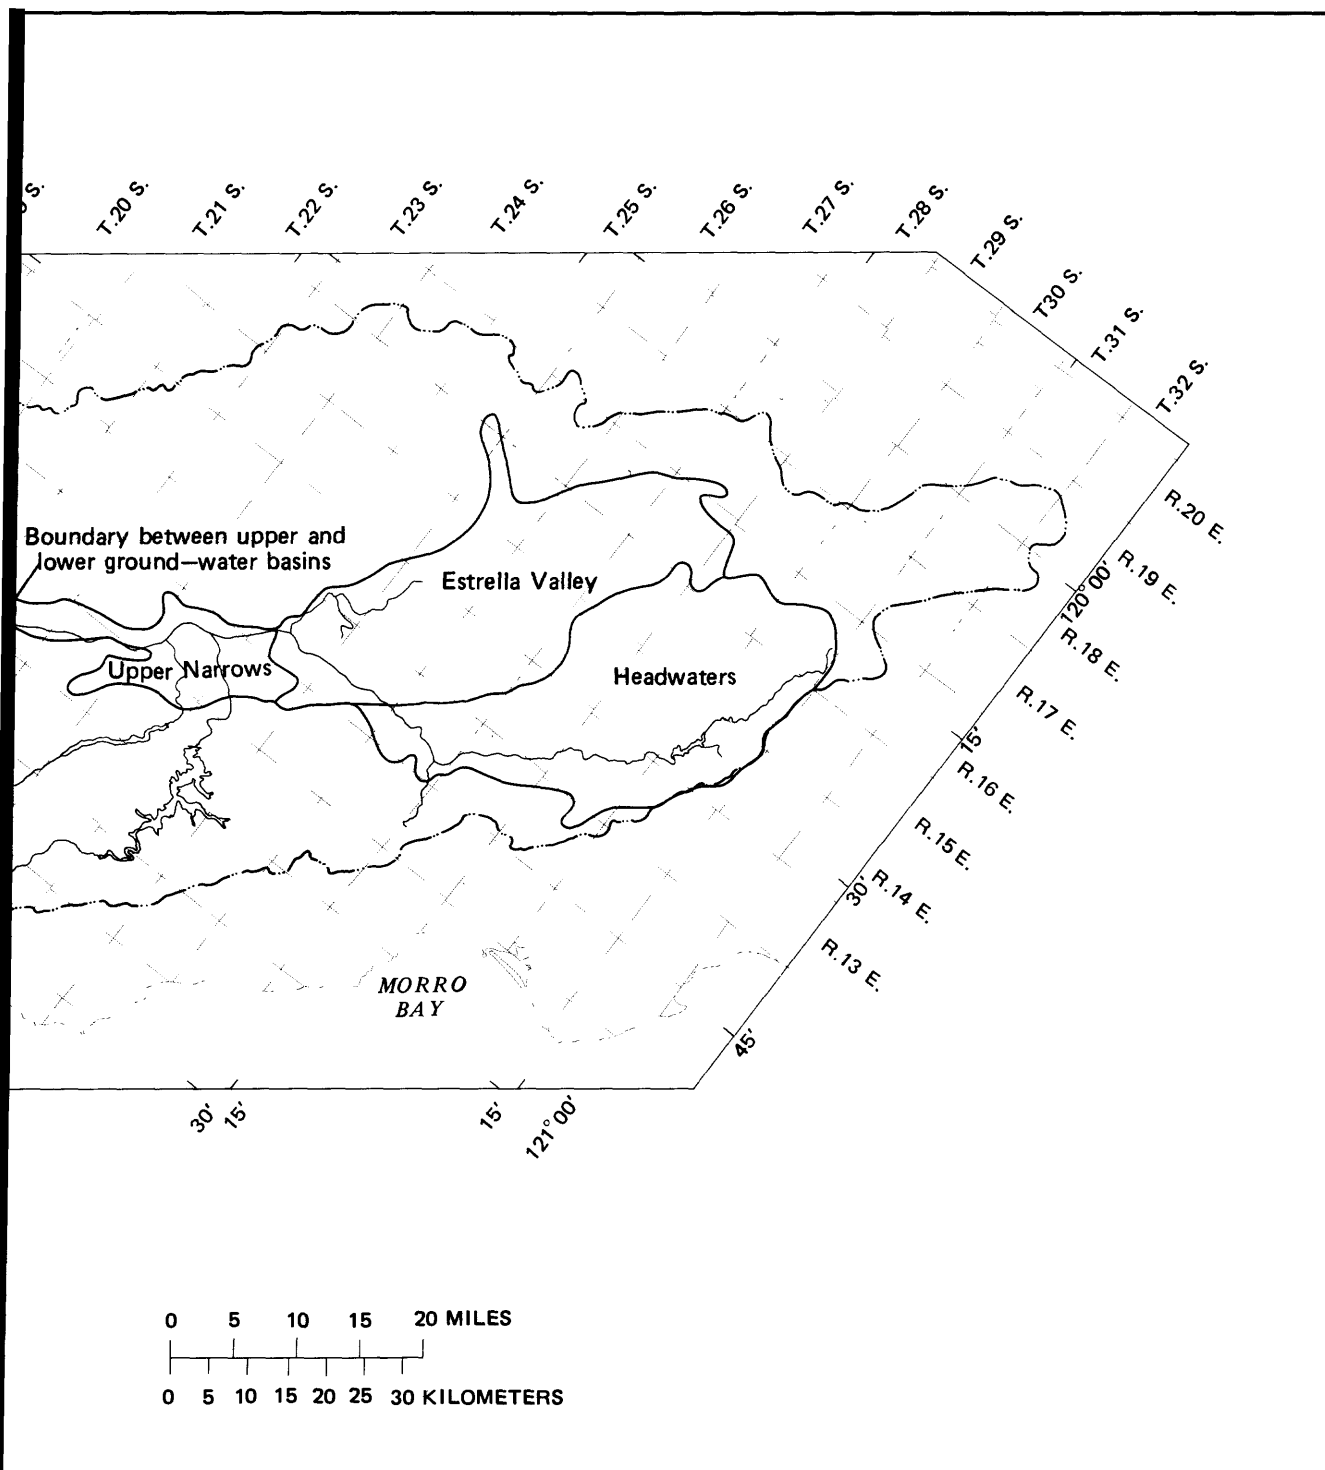 S.
T.20 S.
T.21 S.
T.22 S.
T.23 S.
T.24 S.
T.25 S.
T.26 S.
T.27 S.
T.28 S.
T.29 S.
T30 S.
T.31 S.
T.32 S.
R.20 E.
R.19 E.
120°00'
R.18 E.
R.17 E.
15'
R.16 E.
R.15 E.
30'
R.14 E.
R.13 E.
45'
Boundary between upper and
lower ground—water basins
Estrella Valley
Upper Narrows
Headwaters
MORRO
BAY
30'
15'
15'
121°00'
0 5 10 15 20 MILES
0 5 10 15 20 25 30 KILOMETERS